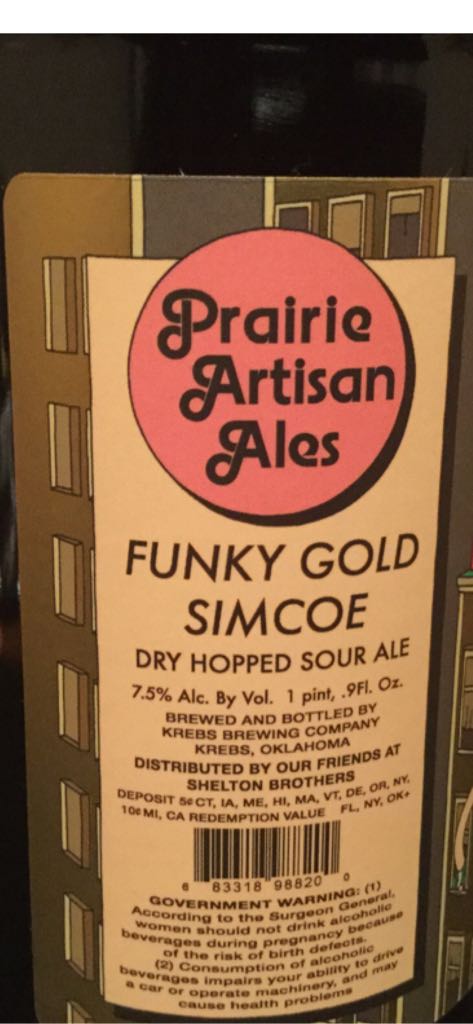 Prairie
Artisan
Ales
FUNKY GOLD
SIMCOE
DRY HOPPED SOUR ALE
7.5% Alc. By Vol. 1 pint, .9Fl. Oz.
BREWED AND BOTTLED BY
KREBS BREWING COMPANY
KREBS, OKLAHOMA
DISTRIBUTED BY OUR FRIENDS AT
SHELTON BROTHERS
DEPOSIT 5¢ CT, IA, ME, HI, MA, VT, DE, OR, NY,
10¢ MI, CA REDEMPTION VALUE FL, NY, OK+
6 83318 98820 0
GOVERNMENT WARNING: (1)
According to the Surgeon General,
women should not drink alcoholic
beverages during pregnancy because
of the risk of birth defects.
(2) Consumption of alcoholic
beverages impairs your ability to drive
a car or operate machinery, and may
cause health problems